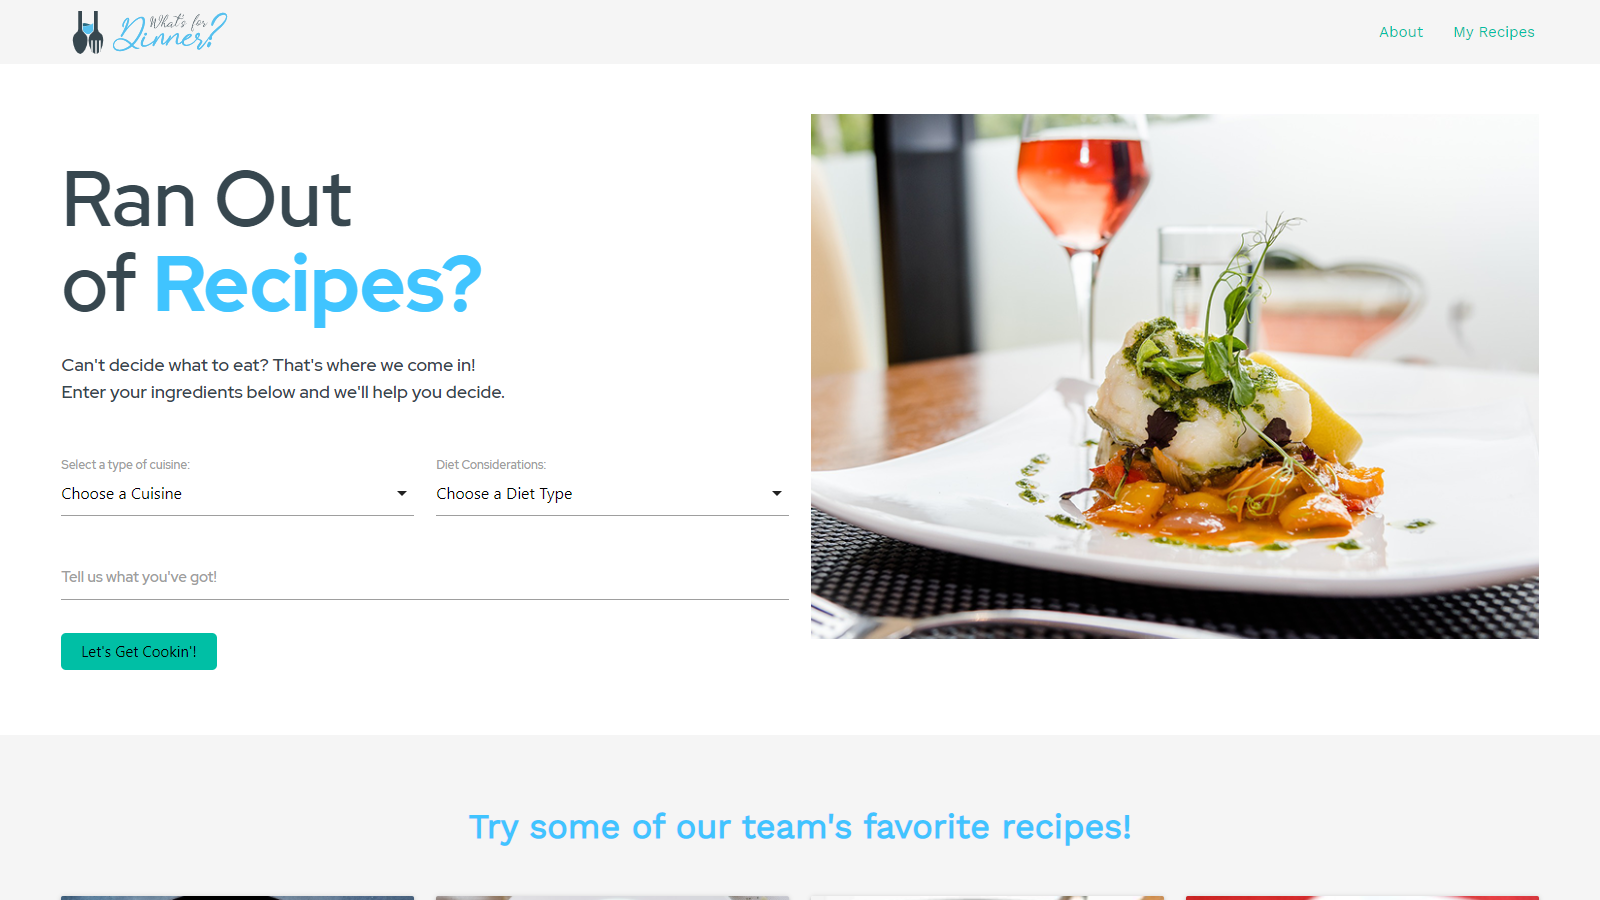 What's for
Dinner?
About
My Recipes
Ran Out
of Recipes?
Can't decide what to eat? That's where we come in!
Enter your ingredients below and we'll help you decide.
Select a type of cuisine:
Diet Considerations:
Choose a Cuisine
Choose a Diet Type
Tell us what you've got!
Let's Get Cookin'!
Try some of our team's favorite recipes!